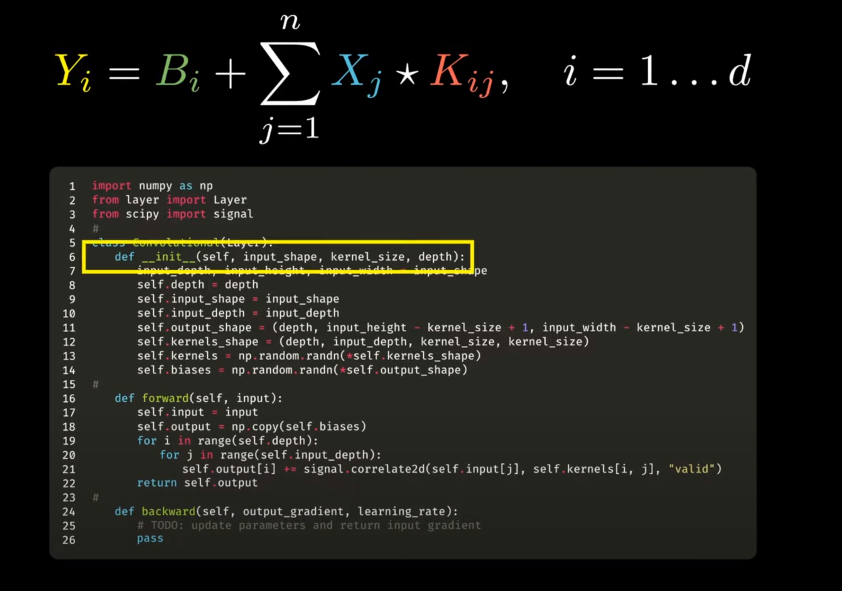 n
Y_i = B_i + ∑ X_j ⋆ K_{ij}, i = 1 … d
j=1
1 import numpy as np
2 from layer import Layer
3 from scipy import signal
4 #
5 class Convolutional(Layer):
6 def __init__(self, input_shape, kernel_size, depth):
7 input_depth, input_height, input_width = input_shape
8 self.depth = depth
9 self.input_shape = input_shape
10 self.input_depth = input_depth
11 self.output_shape = (depth, input_height - kernel_size + 1, input_width - kernel_size + 1)
12 self.kernels_shape = (depth, input_depth, kernel_size, kernel_size)
13 self.kernels = np.random.randn(*self.kernels_shape)
14 self.biases = np.random.randn(*self.output_shape)
15 #
16 def forward(self, input):
17 self.input = input
18 self.output = np.copy(self.biases)
19 for i in range(self.depth):
20 for j in range(self.input_depth):
21 self.output[i] += signal.correlate2d(self.input[j], self.kernels[i, j], "valid")
22 return self.output
23 #
24 def backward(self, output_gradient, learning_rate):
25 # TODO: update parameters and return input gradient
26 pass